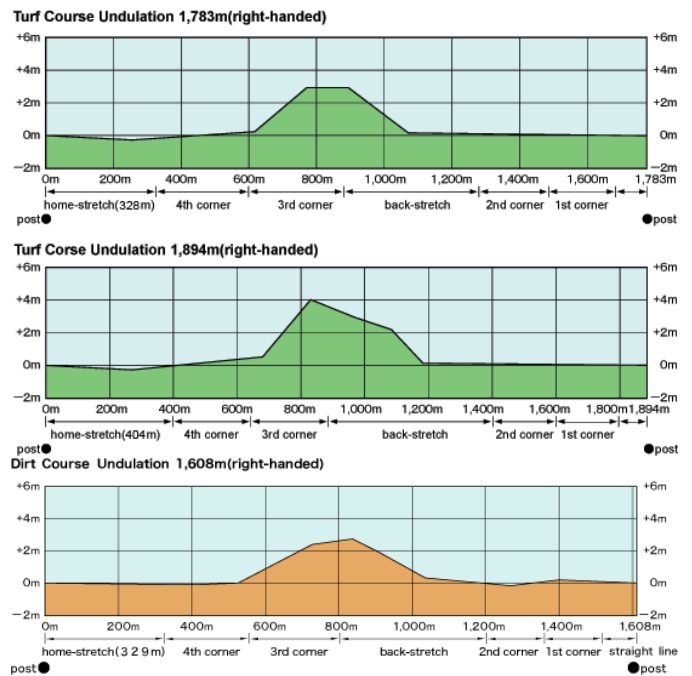 Turf Course Undulation 1,783m(right-handed)
+6m +6m
+4m +4m
+2m +2m
0m 0m
−2m −2m
0m 200m 400m 600m 800m 1,000m 1,200m 1,400m 1,600m 1,783m
home-stretch(328m) 4th corner 3rd corner back-stretch 2nd corner 1st corner
post post
Turf Corse Undulation 1,894m(right-handed)
+6m +6m
+4m +4m
+2m +2m
0m 0m
−2m −2m
0m 200m 400m 600m 800m 1,000m 1,200m 1,400m 1,600m 1,800m 1,894m
home-stretch(404m) 4th corner 3rd corner back-stretch 2nd corner 1st corner
post post
Dirt Course Undulation 1,608m(right-handed)
+6m +6m
+4m +4m
+2m +2m
0m 0m
−2m −2m
0m 200m 400m 600m 800m 1,000m 1,200m 1,400m 1,608m
home-stretch(329m) 4th corner 3rd corner back-stretch 2nd corner 1st corner straight line
post post